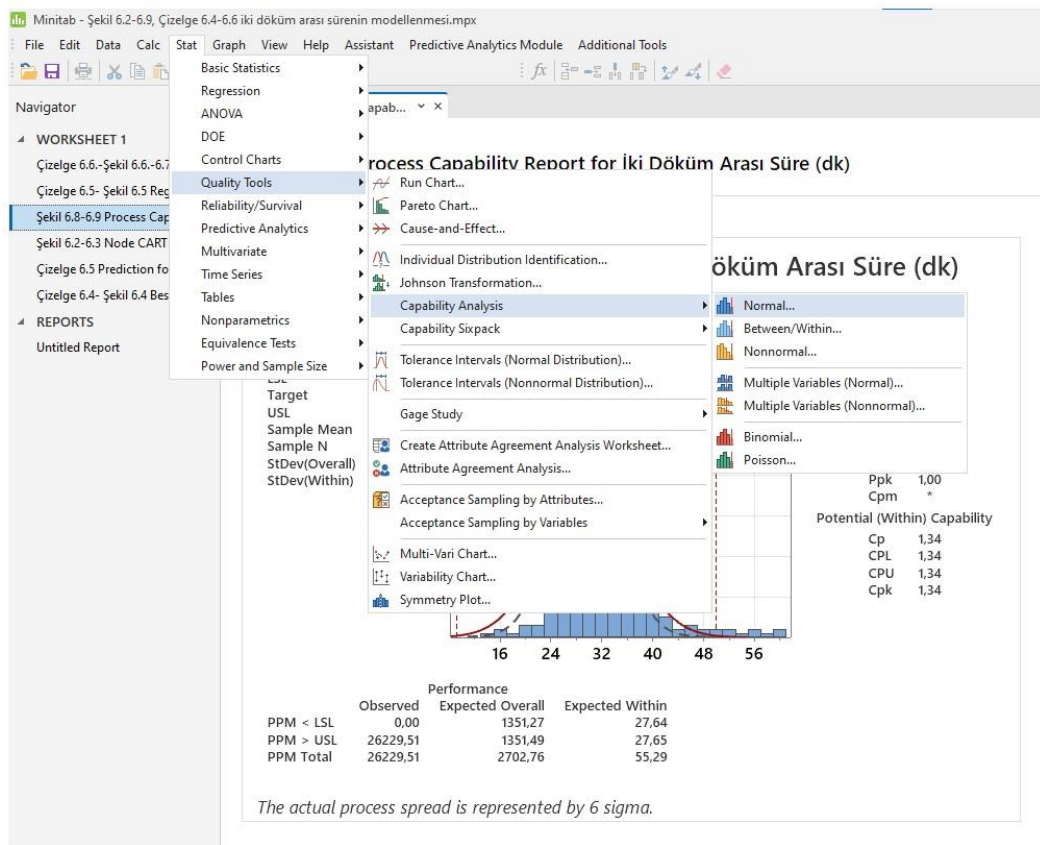 Minitab - Şekil 6.2-6.9, Çizelge 6.4-6.6 iki döküm arası sürenin modellenmesi.mpx
File Edit Data Calc Stat Graph View Help Assistant Predictive Analytics Module Additional Tools
Navigator
WORKSHEET 1
Çizelge 6.6.-Şekil 6.6.-6.7
Çizelge 6.5- Şekil 6.5 Reg
Şekil 6.8-6.9 Process Cap
Şekil 6.2-6.3 Node CART
Çizelge 6.5 Prediction fo
Çizelge 6.4- Şekil 6.4 Bes
REPORTS
Untitled Report
Basic Statistics
Regression
ANOVA
DOE
Control Charts
Quality Tools
Reliability/Survival
Predictive Analytics
Multivariate
Time Series
Tables
Nonparametrics
Equivalence Tests
Power and Sample Size
apab...
rocess Capability Report for İki Döküm Arası Süre (dk)
Run Chart...
Pareto Chart...
Cause-and-Effect...
Individual Distribution Identification...
Johnson Transformation...
Capability Analysis
Capability Sixpack
Tolerance Intervals (Normal Distribution)...
Tolerance Intervals (Nonnormal Distribution)...
Gage Study
Create Attribute Agreement Analysis Worksheet...
Attribute Agreement Analysis...
Acceptance Sampling by Attributes...
Acceptance Sampling by Variables
Multi-Vari Chart...
Variability Chart...
Symmetry Plot...
öküm Arası Süre (dk)
Normal...
Between/Within...
Nonnormal...
Multiple Variables (Normal)...
Multiple Variables (Nonnormal)...
Binomial...
Poisson...
LSL
Target
USL
Sample Mean
Sample N
StDev(Overall)
StDev(Within)
Ppk 1,00
Cpm *
Potential (Within) Capability
Cp 1,34
CPL 1,34
CPU 1,34
Cpk 1,34
16 24 32 40 48 56
Performance
Observed Expected Overall Expected Within
PPM < LSL 0,00 1351,27 27,64
PPM > USL 26229,51 1351,49 27,65
PPM Total 26229,51 2702,76 55,29
The actual process spread is represented by 6 sigma.